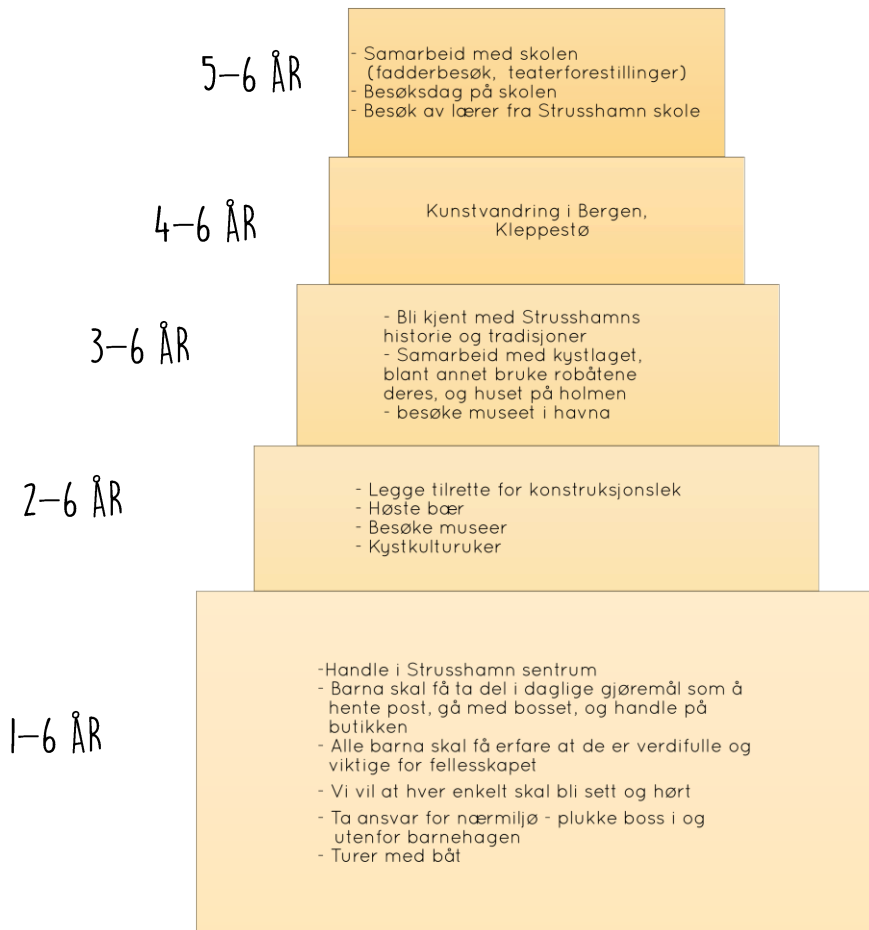 5-6 ÅR
- Samarbeid med skolen
(fadderbesøk, teaterforestillinger)
- Besøksdag på skolen
- Besøk av lærer fra Strusshamn skole
4-6 ÅR
Kunstvandring i Bergen,
Kleppestø
3-6 ÅR
- Bli kjent med Strusshamns
historie og tradisjoner
- Samarbeid med kystlaget,
blant annet bruke robåtene
deres, og huset på holmen
- besøke museet i havna
2-6 ÅR
- Legge tilrette for konstruksjonslek
- Høste bær
- Besøke museer
- Kystkulturuker
1-6 ÅR
-Handle i Strusshamn sentrum
- Barna skal få ta del i daglige gjøremål som å
hente post, gå med bosset, og handle på
butikken
- Alle barna skal få erfare at de er verdifulle og
viktige for fellesskapet
- Vi vil at hver enkelt skal bli sett og hørt
- Ta ansvar for nærmiljø - plukke boss i og
utenfor barnehagen
- Turer med båt